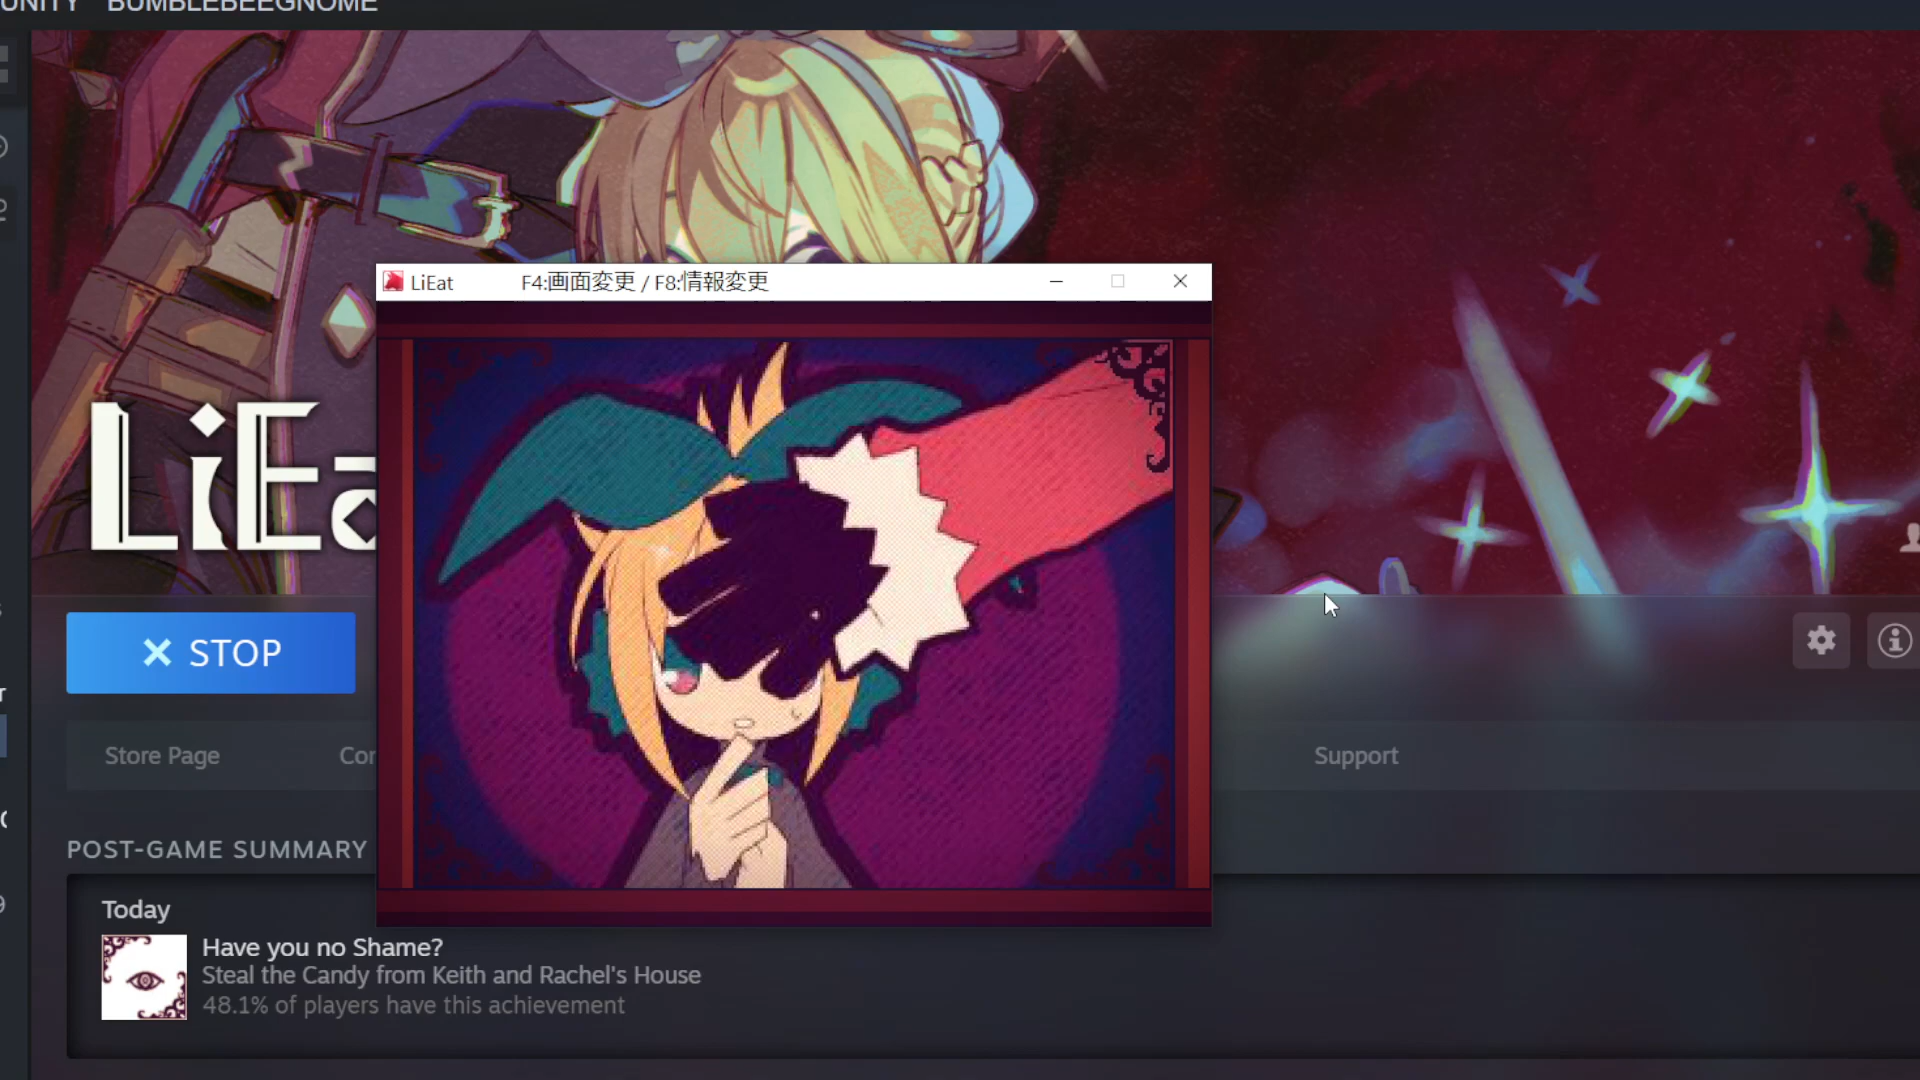 UNITY BUMBLEBEEGNOME
LiEat F4:画面変更 / F8:情報変更
LiEa
STOP
Store Page
Support
POST-GAME SUMMARY
Today
Have you no Shame?
Steal the Candy from Keith and Rachel's House
48.1% of players have this achievement